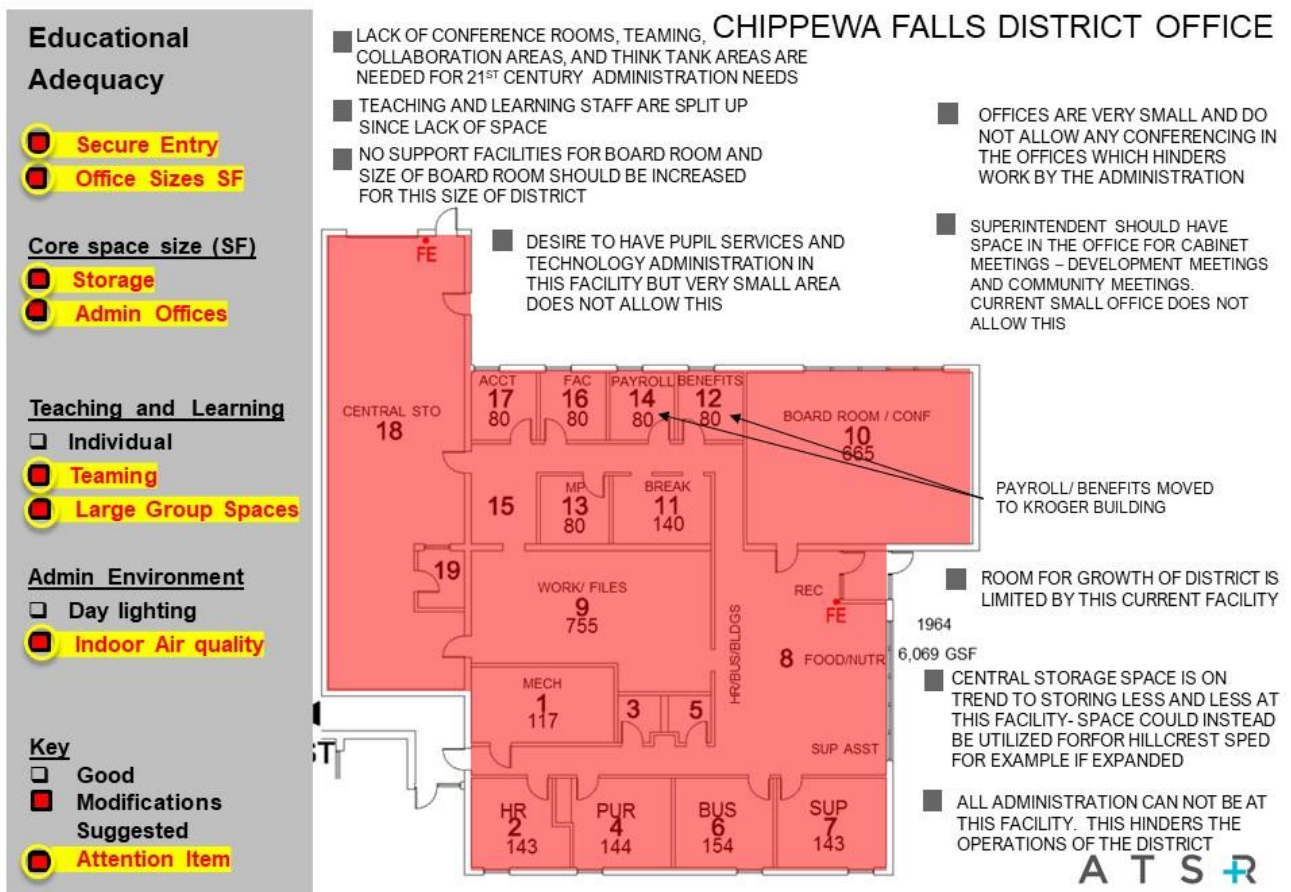 Educational
Adequacy
Secure Entry
Office Sizes SF
Core space size (SF)
Storage
Admin Offices
Teaching and Learning
Individual
Teaming
Large Group Spaces
Admin Environment
Day lighting
Indoor Air quality
Key
Good
Modifications
Suggested
Attention Item
CHIPPEWA FALLS DISTRICT OFFICE
LACK OF CONFERENCE ROOMS, TEAMING,
COLLABORATION AREAS, AND THINK TANK AREAS ARE
NEEDED FOR 21ST CENTURY ADMINISTRATION NEEDS
TEACHING AND LEARNING STAFF ARE SPLIT UP
SINCE LACK OF SPACE
NO SUPPORT FACILITIES FOR BOARD ROOM AND
SIZE OF BOARD ROOM SHOULD BE INCREASED
FOR THIS SIZE OF DISTRICT
DESIRE TO HAVE PUPIL SERVICES AND
TECHNOLOGY ADMINISTRATION IN
THIS FACILITY BUT VERY SMALL AREA
DOES NOT ALLOW THIS
OFFICES ARE VERY SMALL AND DO
NOT ALLOW ANY CONFERENCING IN
THE OFFICES WHICH HINDERS
WORK BY THE ADMINISTRATION
SUPERINTENDENT SHOULD HAVE
SPACE IN THE OFFICE FOR CABINET
MEETINGS – DEVELOPMENT MEETINGS
AND COMMUNITY MEETINGS.
CURRENT SMALL OFFICE DOES NOT
ALLOW THIS
FE
CENTRAL STO
18
ACCT
17
80
FAC
16
80
PAYROLL
14
80
BENEFITS
12
80
BOARD ROOM / CONF
10
665
PAYROLL/ BENEFITS MOVED
TO KROGER BUILDING
15
MP
13
80
BREAK
11
140
19
WORK/ FILES
9
755
REC
FE
HR/BUS/BLDGS
8 FOOD/NUTR
1964
6,069 GSF
MECH
1
117
3
5
SUP ASST
ST
HR
2
143
PUR
4
144
BUS
6
154
SUP
7
143
ROOM FOR GROWTH OF DISTRICT IS
LIMITED BY THIS CURRENT FACILITY
CENTRAL STORAGE SPACE IS ON
TREND TO STORING LESS AND LESS AT
THIS FACILITY- SPACE COULD INSTEAD
BE UTILIZED FORFOR HILLCREST SPED
FOR EXAMPLE IF EXPANDED
ALL ADMINISTRATION CAN NOT BE AT
THIS FACILITY. THIS HINDERS THE
OPERATIONS OF THE DISTRICT
ATS+R